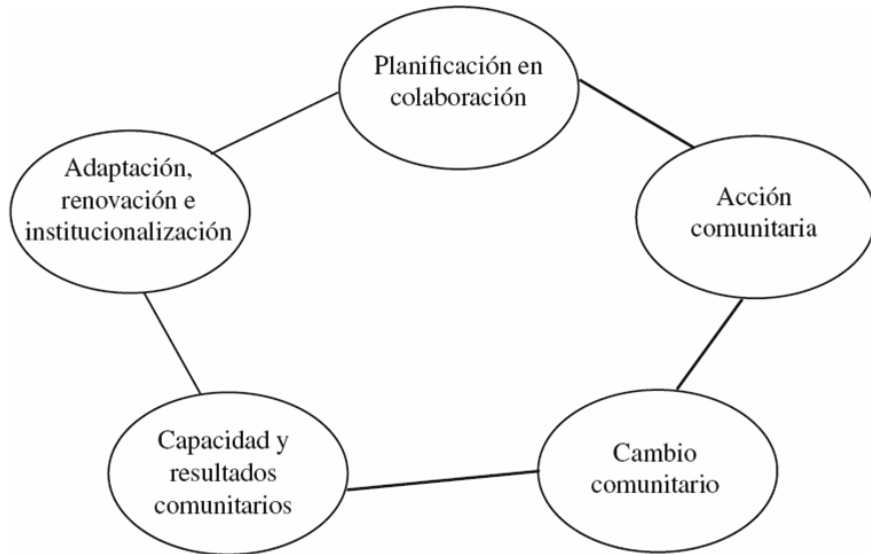 Planificación en
colaboración
Adaptación,
renovación e
institucionalización
Acción
comunitaria
Capacidad y
resultados
comunitarios
Cambio
comunitario